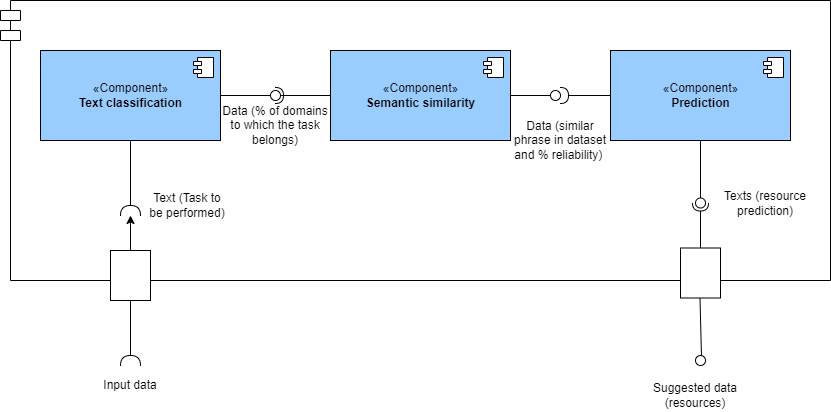 «Component»
Text classification
«Component»
Semantic similarity
«Component»
Prediction
Data (% of domains
to which the task
belongs)
Data (similar
phrase in dataset
and % reliability)
Text (Task to
be performed)
Texts (resource
prediction)
Input data
Suggested data
(resources)